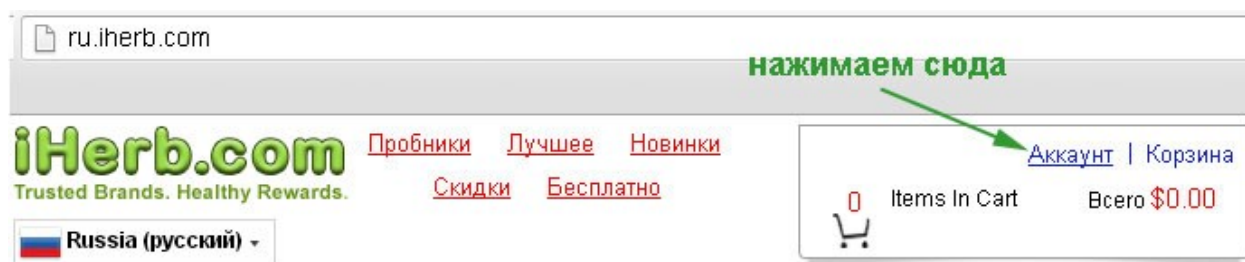 ru.iherb.com
нажимаем сюда
iHerb.com
Trusted Brands. Healthy Rewards.
Пробники Лучшее Новинки
Скидки Бесплатно
Аккаунт | Корзина
0 Items In Cart Всего $0.00
Russia (русский)